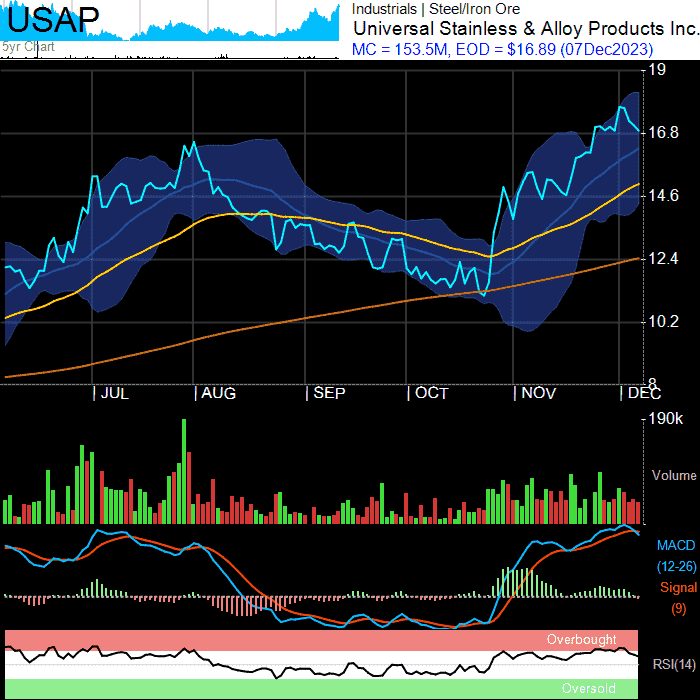 USAP
5yr Chart
Industrials | Steel/Iron Ore
Universal Stainless & Alloy Products Inc.
MC = 153.5M, EOD = $16.89 (07Dec2023)
19
16.8
14.6
12.4
10.2
8
JUL AUG SEP OCT NOV DEC
190k
Volume
MACD
(12-26)
Signal
(9)
Overbought
RSI(14)
Oversold